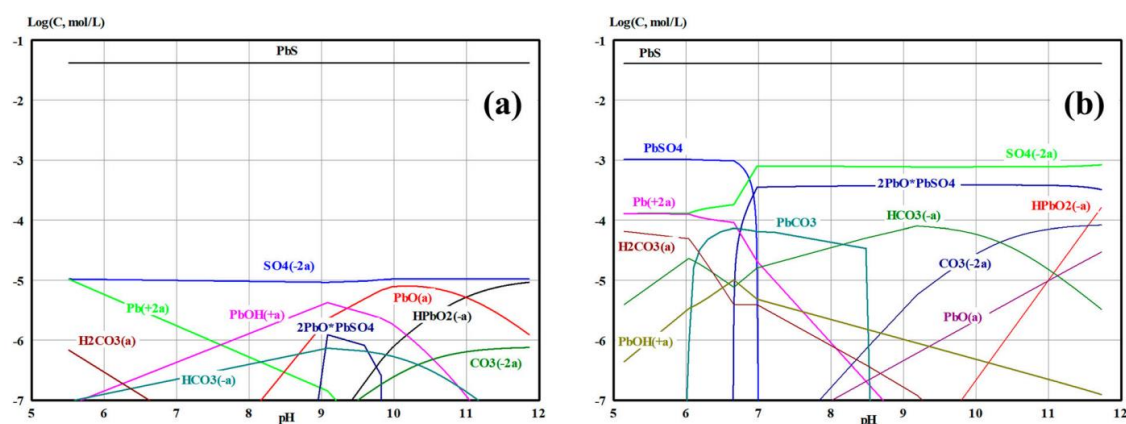 Log(C, mol/L)
-1
-2
-3
-4
-5
-6
-7
PbS
(a)
SO4(-2a)
Pb(+2a)
PbOH(+a)
PbO(a)
HPbO2(-a)
2PbO*PbSO4
H2CO3(a)
HCO3(-a)
CO3(-2a)
5
6
7
8
9
10
11
12
pH
Log(C, mol/L)
-1
-2
-3
-4
-5
-6
-7
PbS
(b)
PbSO4
SO4(-2a)
2PbO*PbSO4
Pb(+2a)
PbCO3
HCO3(-a)
HPbO2(-a)
H2CO3(a)
CO3(-2a)
PbO(a)
PbOH(+a)
5
6
7
8
9
10
11
12
pH